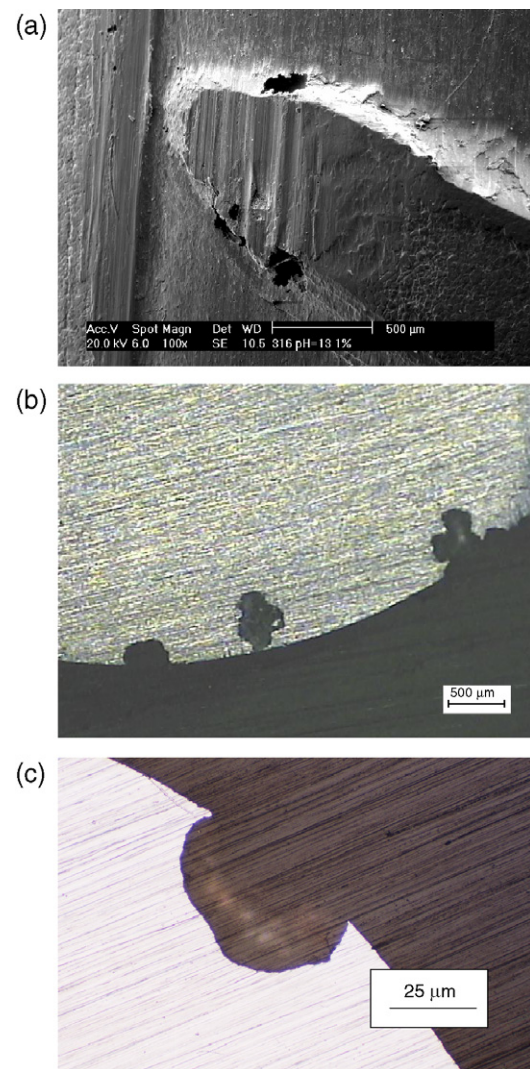 (a)
Acc.V Spot Magn Det WD 500 µm
20.0 kV 6.0 100x SE 10.5 316 pH=13.1%
(b)
500 µm
(c)
25 µm